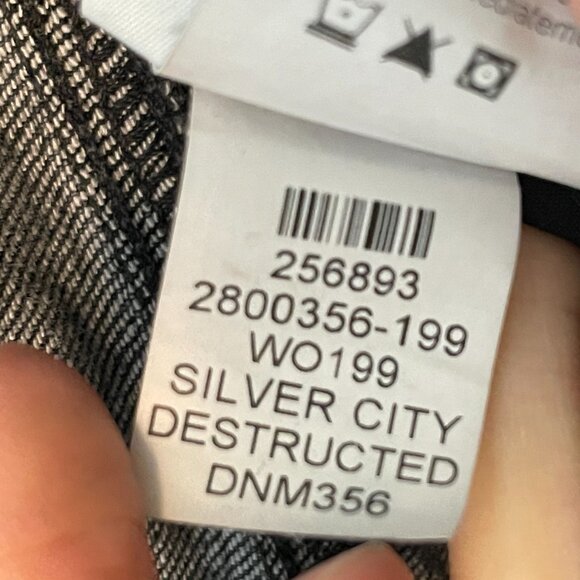 256893
2800356-199
WO199
SILVER CITY
DESTRUCTED
DNM356